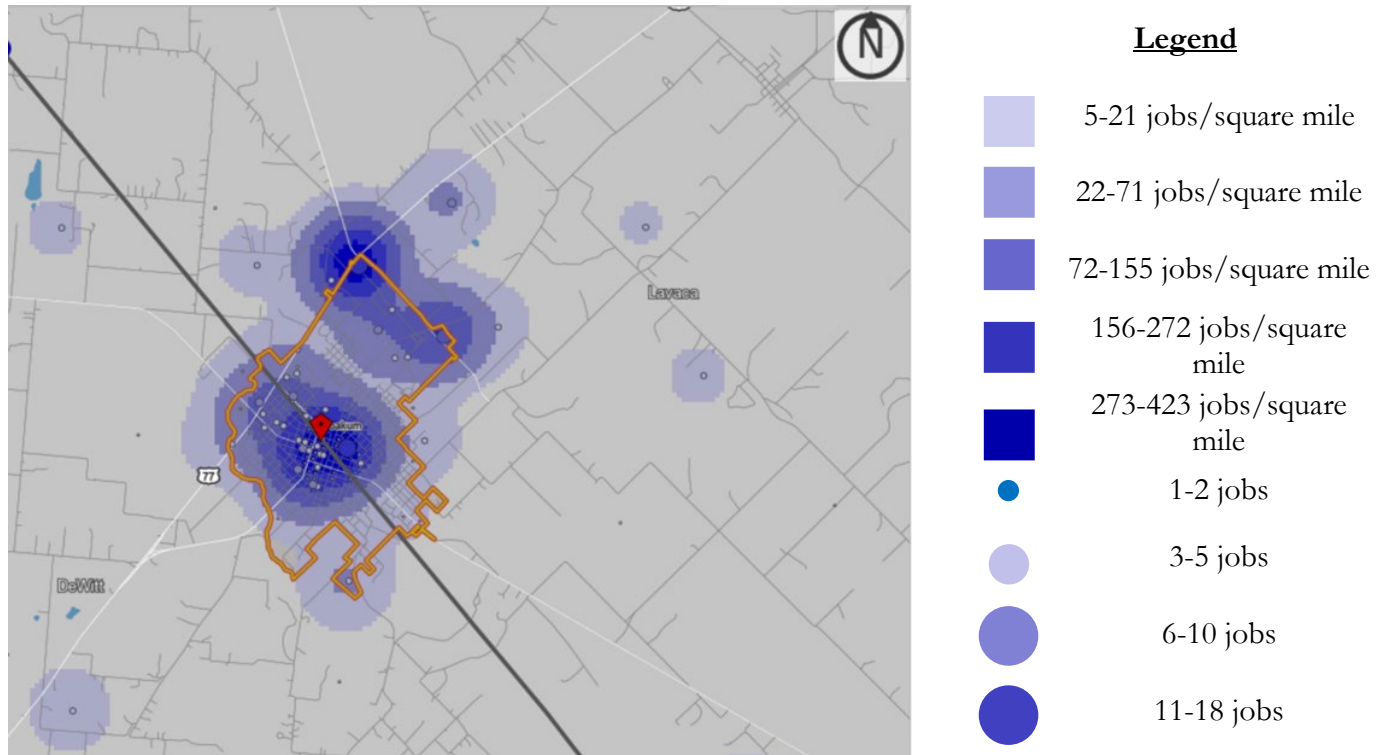 N
Lavaca
77
DeWitt
Legend
5-21 jobs/square mile
22-71 jobs/square mile
72-155 jobs/square mile
156-272 jobs/square
mile
273-423 jobs/square
mile
1-2 jobs
3-5 jobs
6-10 jobs
11-18 jobs